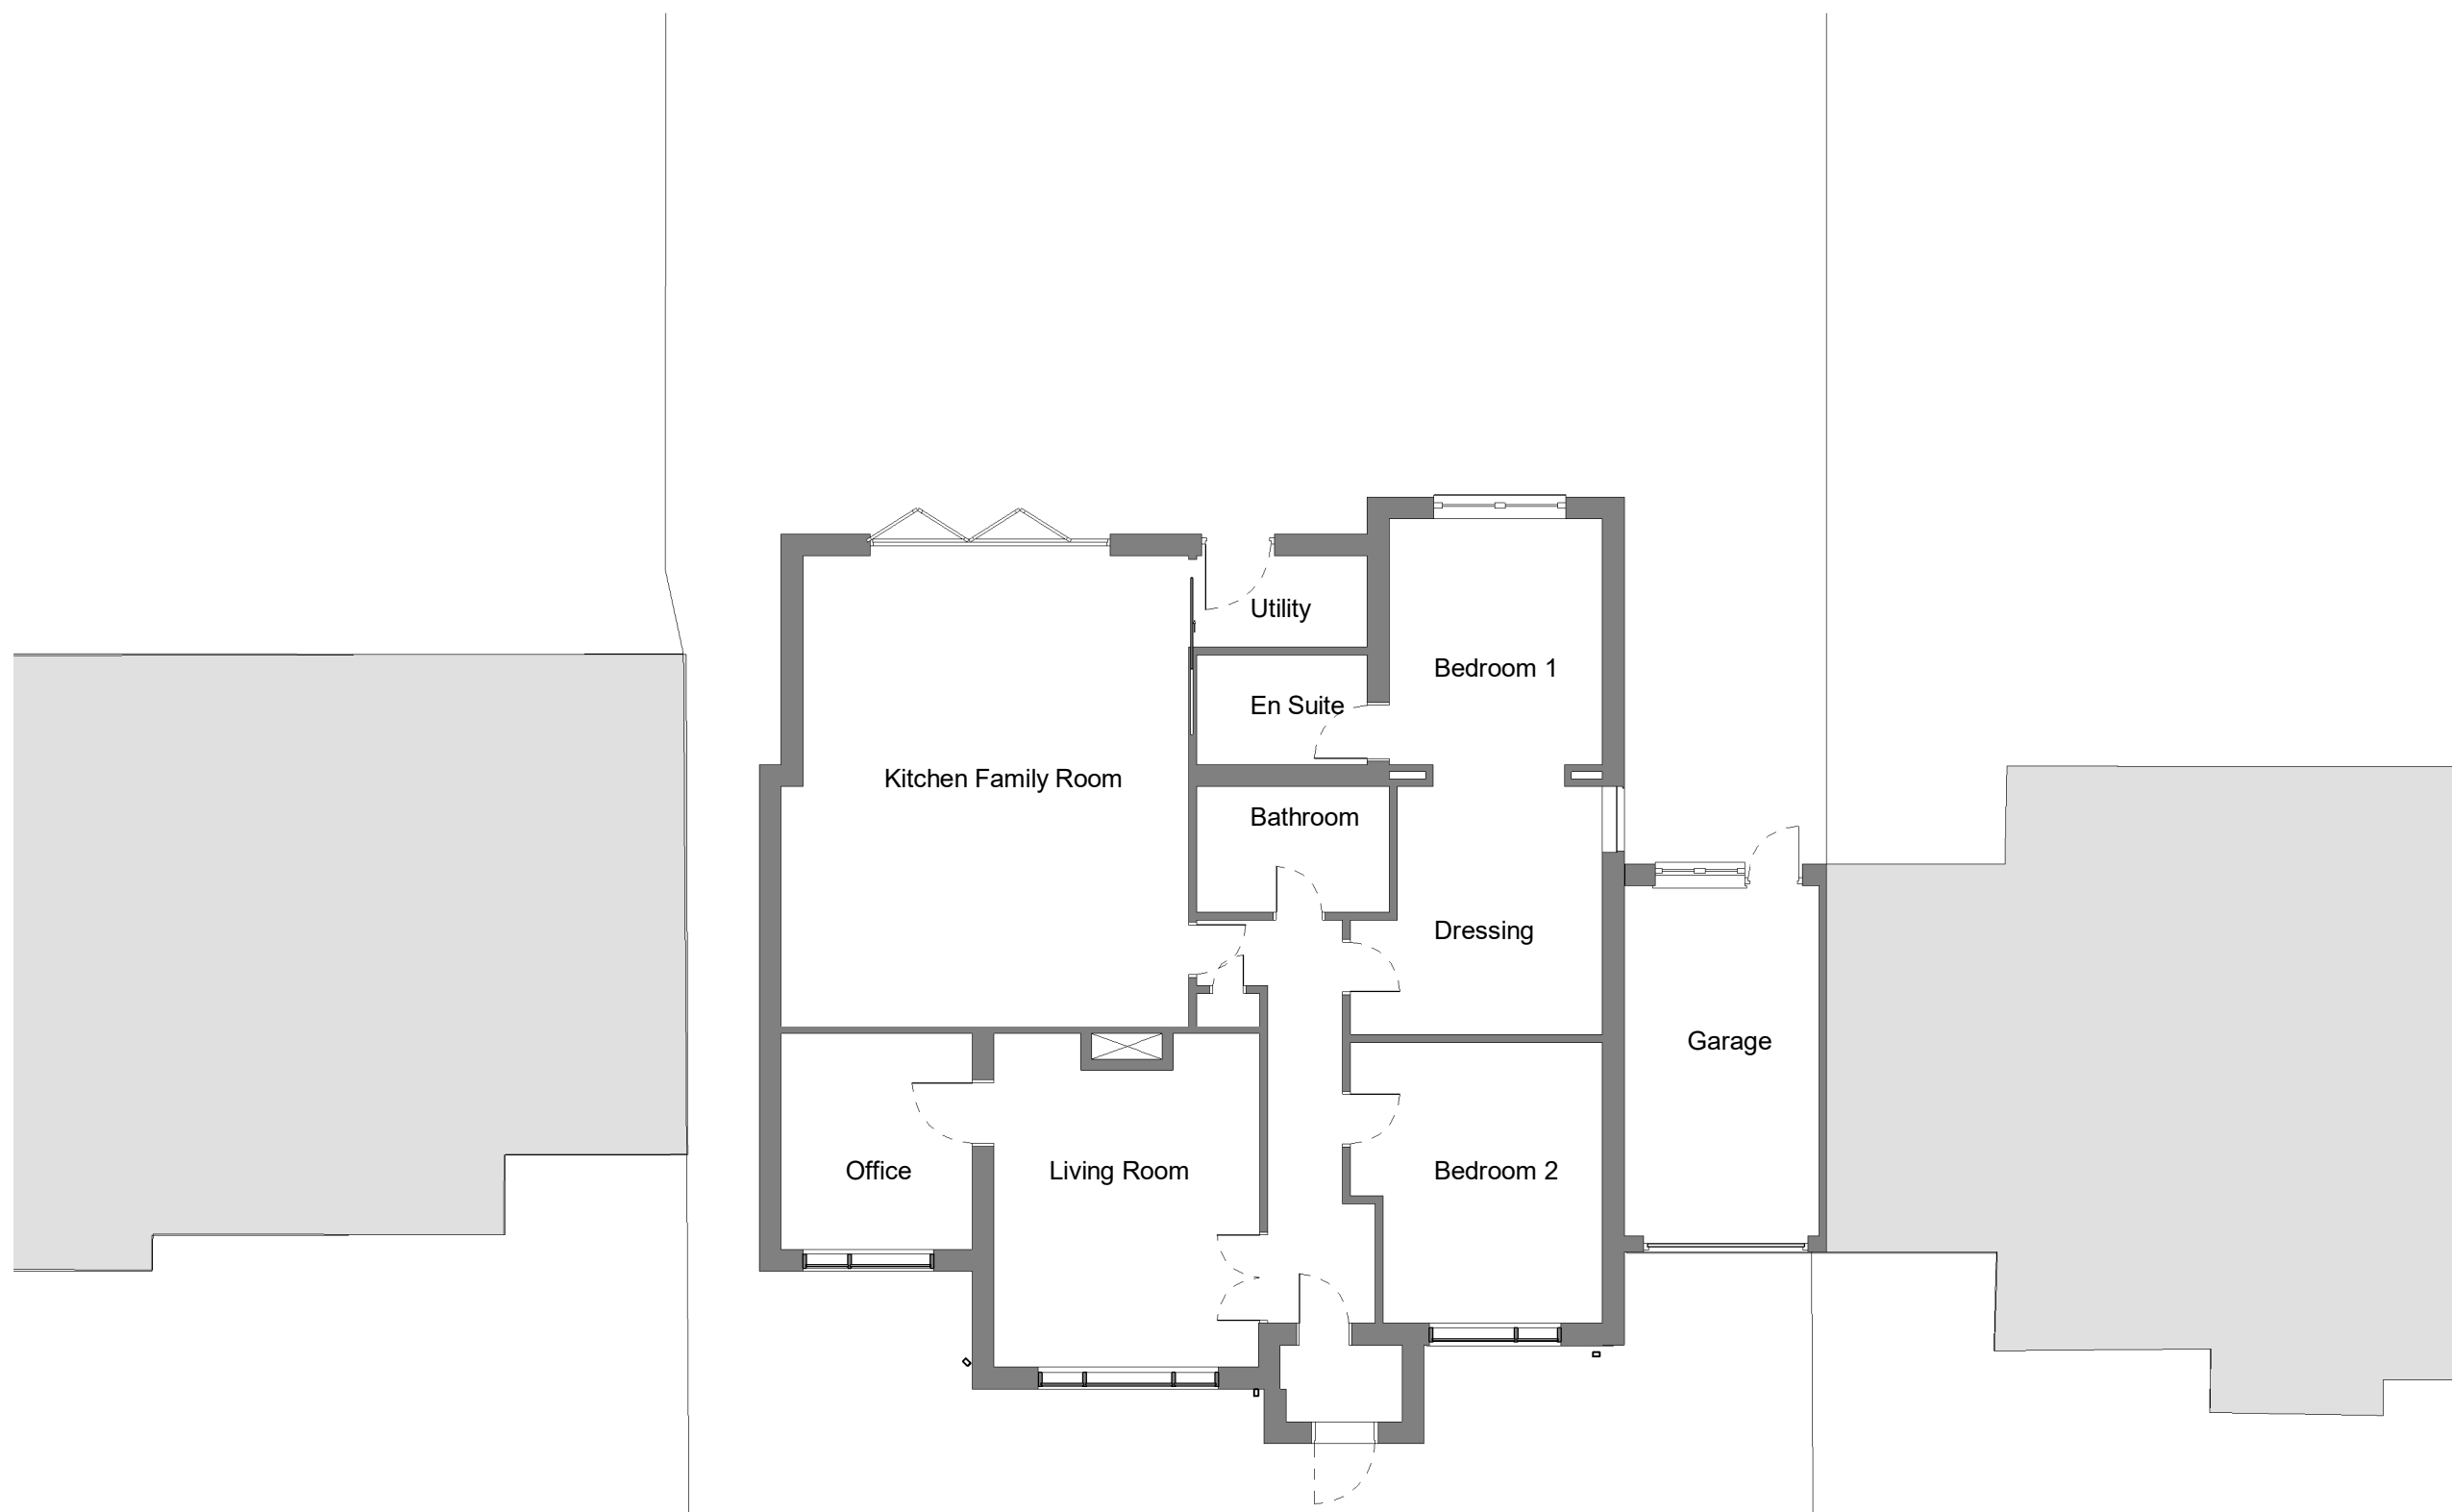 Utility
Bedroom 1
En Suite
Kitchen Family Room
Bathroom
Dressing
Garage
Office
Living Room
Bedroom 2